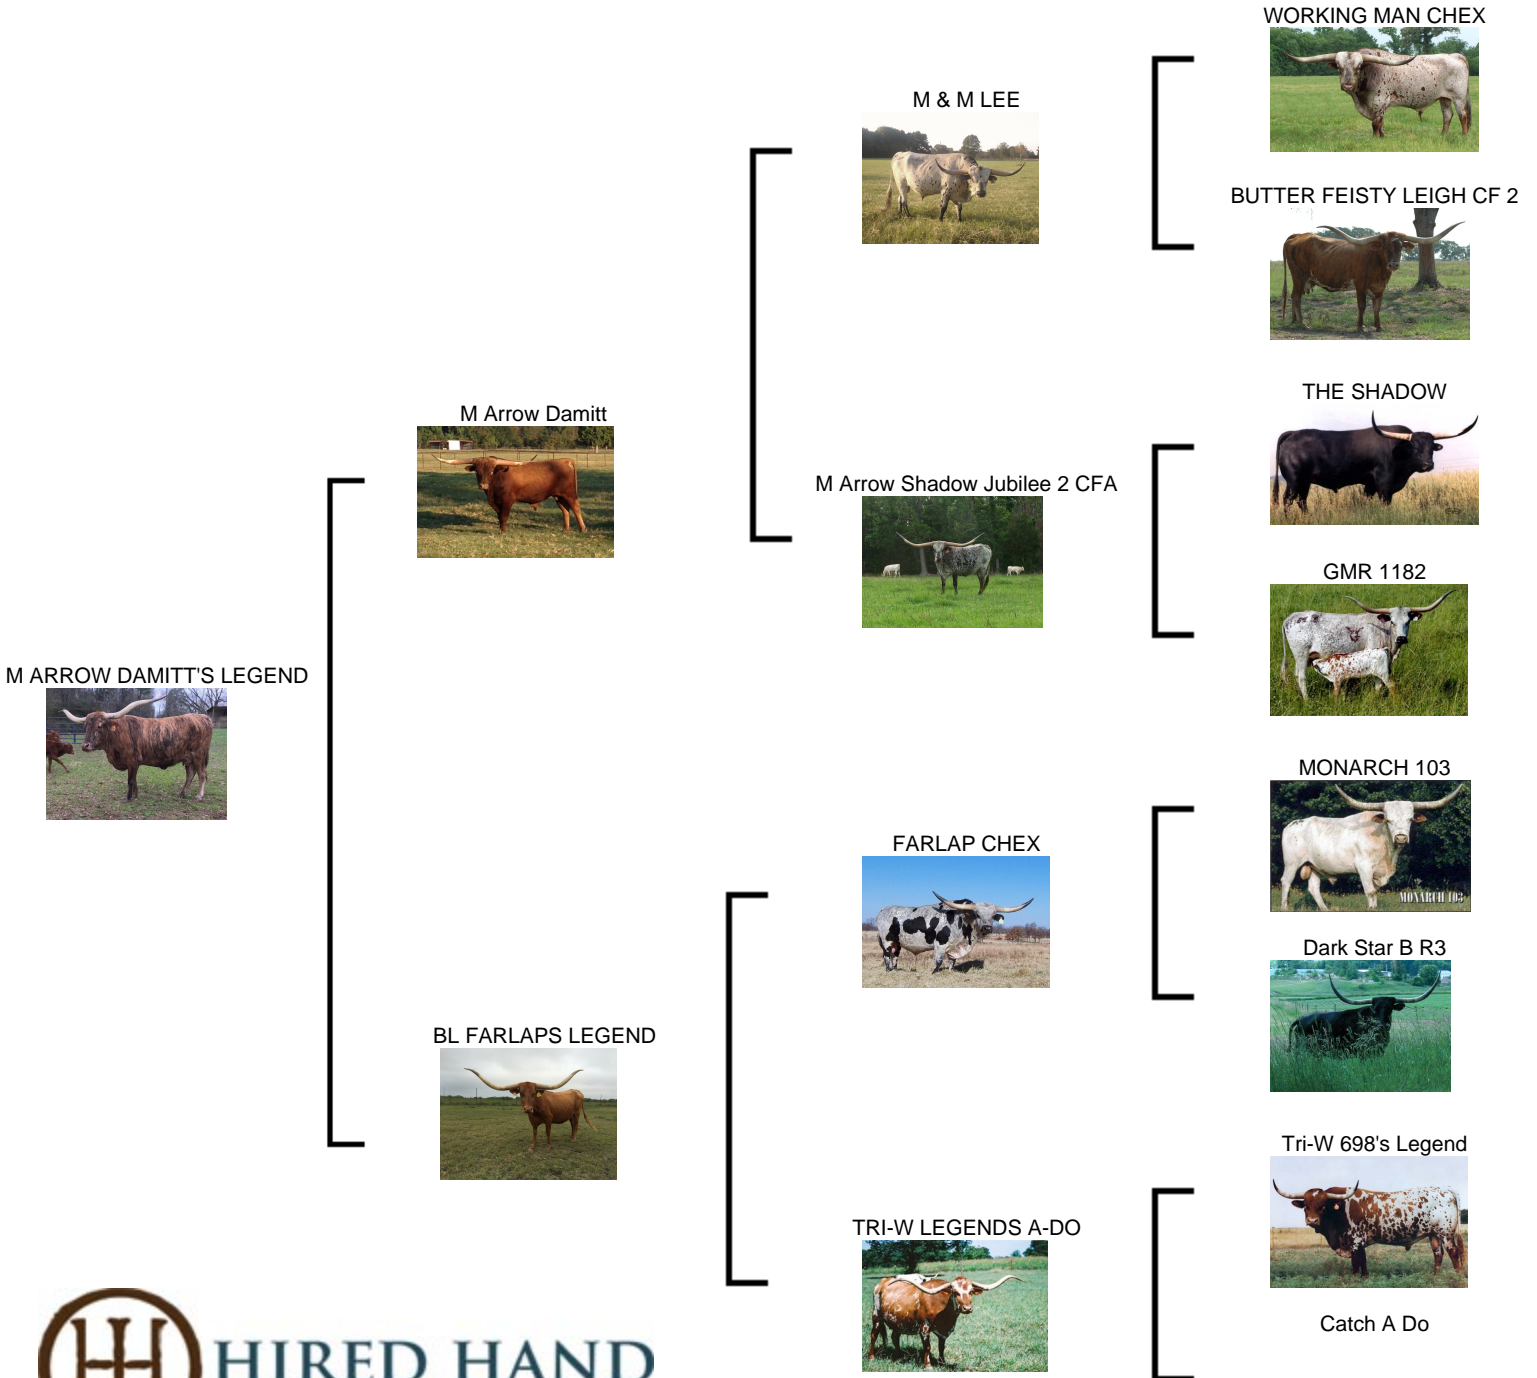 WORKING MAN CHEX
M & M LEE
BUTTER FEISTY LEIGH CF 2
THE SHADOW
M Arrow Damitt
M Arrow Shadow Jubilee 2 CFA
GMR 1182
M ARROW DAMITT'S LEGEND
MONARCH 103
MONARCH 103
FARLAP CHEX
Dark Star B R3
BL FARLAPS LEGEND
Tri-W 698's Legend
TRI-W LEGENDS A-DO
Catch A Do
HIRED HAND